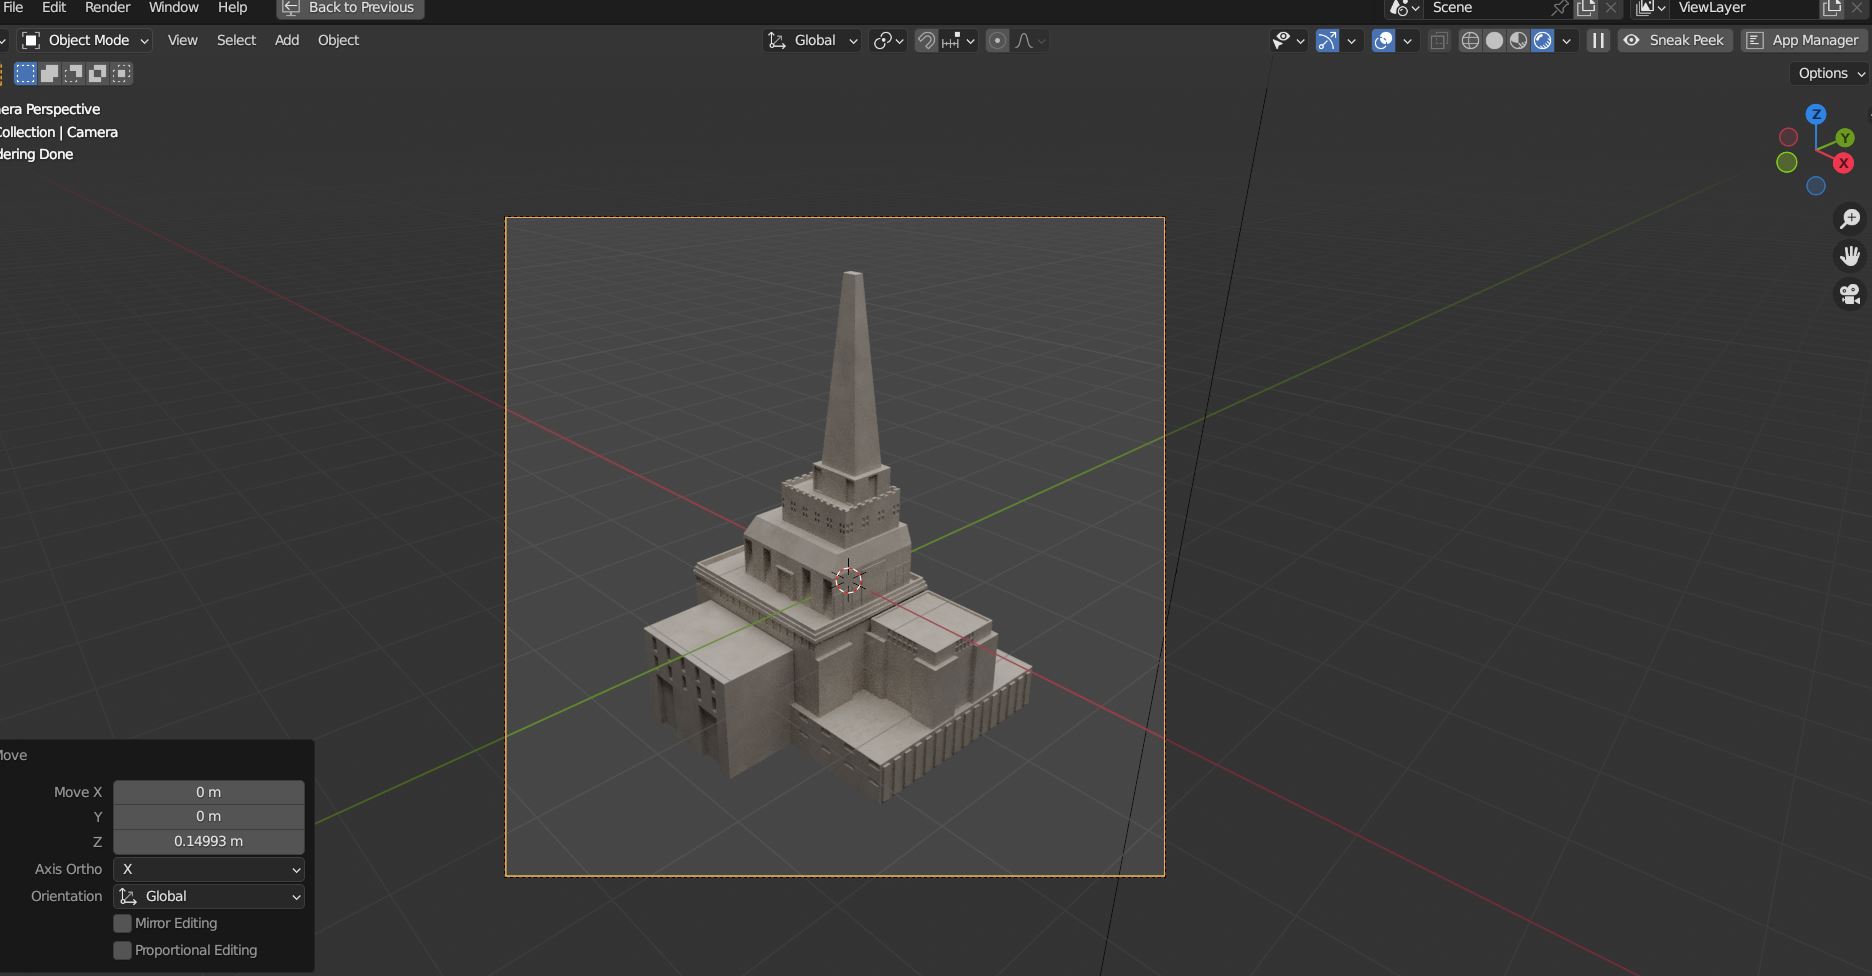 File Edit Render Window Help Back to Previous Scene ViewLayer
Object Mode View Select Add Object Global Sneak Peek App Manager
Options
era Perspective
Collection | Camera
dering Done
Z
Y
X
Move
Move X 0 m
Y 0 m
Z 0.14993 m
Axis Ortho X
Orientation Global
Mirror Editing
Proportional Editing